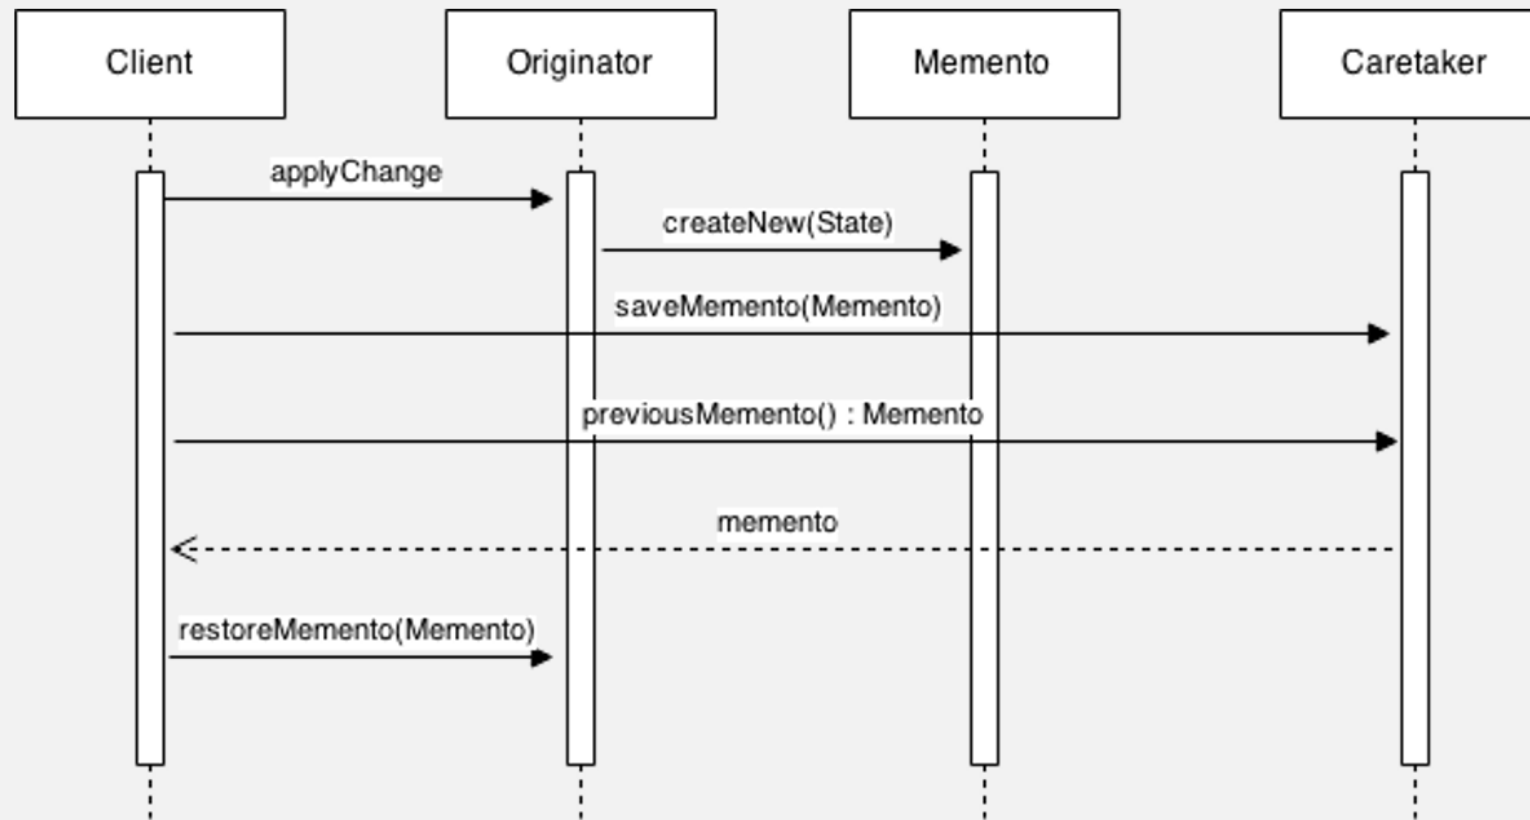 Client
Originator
Memento
Caretaker
applyChange
createNew(State)
saveMemento(Memento)
previousMemento() : Memento
memento
restoreMemento(Memento)